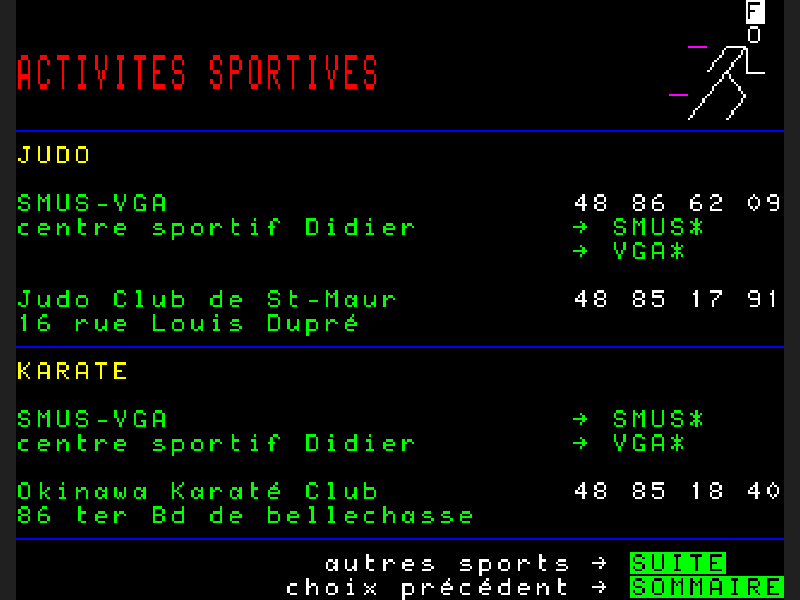 F
ACTIVITES SPORTIVES
JUDO
SMUS-VGA 48 86 62 09
centre sportif Didier → SMUS*
→ VGA*
Judo Club de St-Maur 48 85 17 91
16 rue Louis Dupré
KARATE
SMUS-VGA → SMUS*
centre sportif Didier → VGA*
Okinawa Karaté Club 48 85 18 40
86 ter Bd de bellechasse
autres sports → SUITE
choix précédent → SOMMAIRE